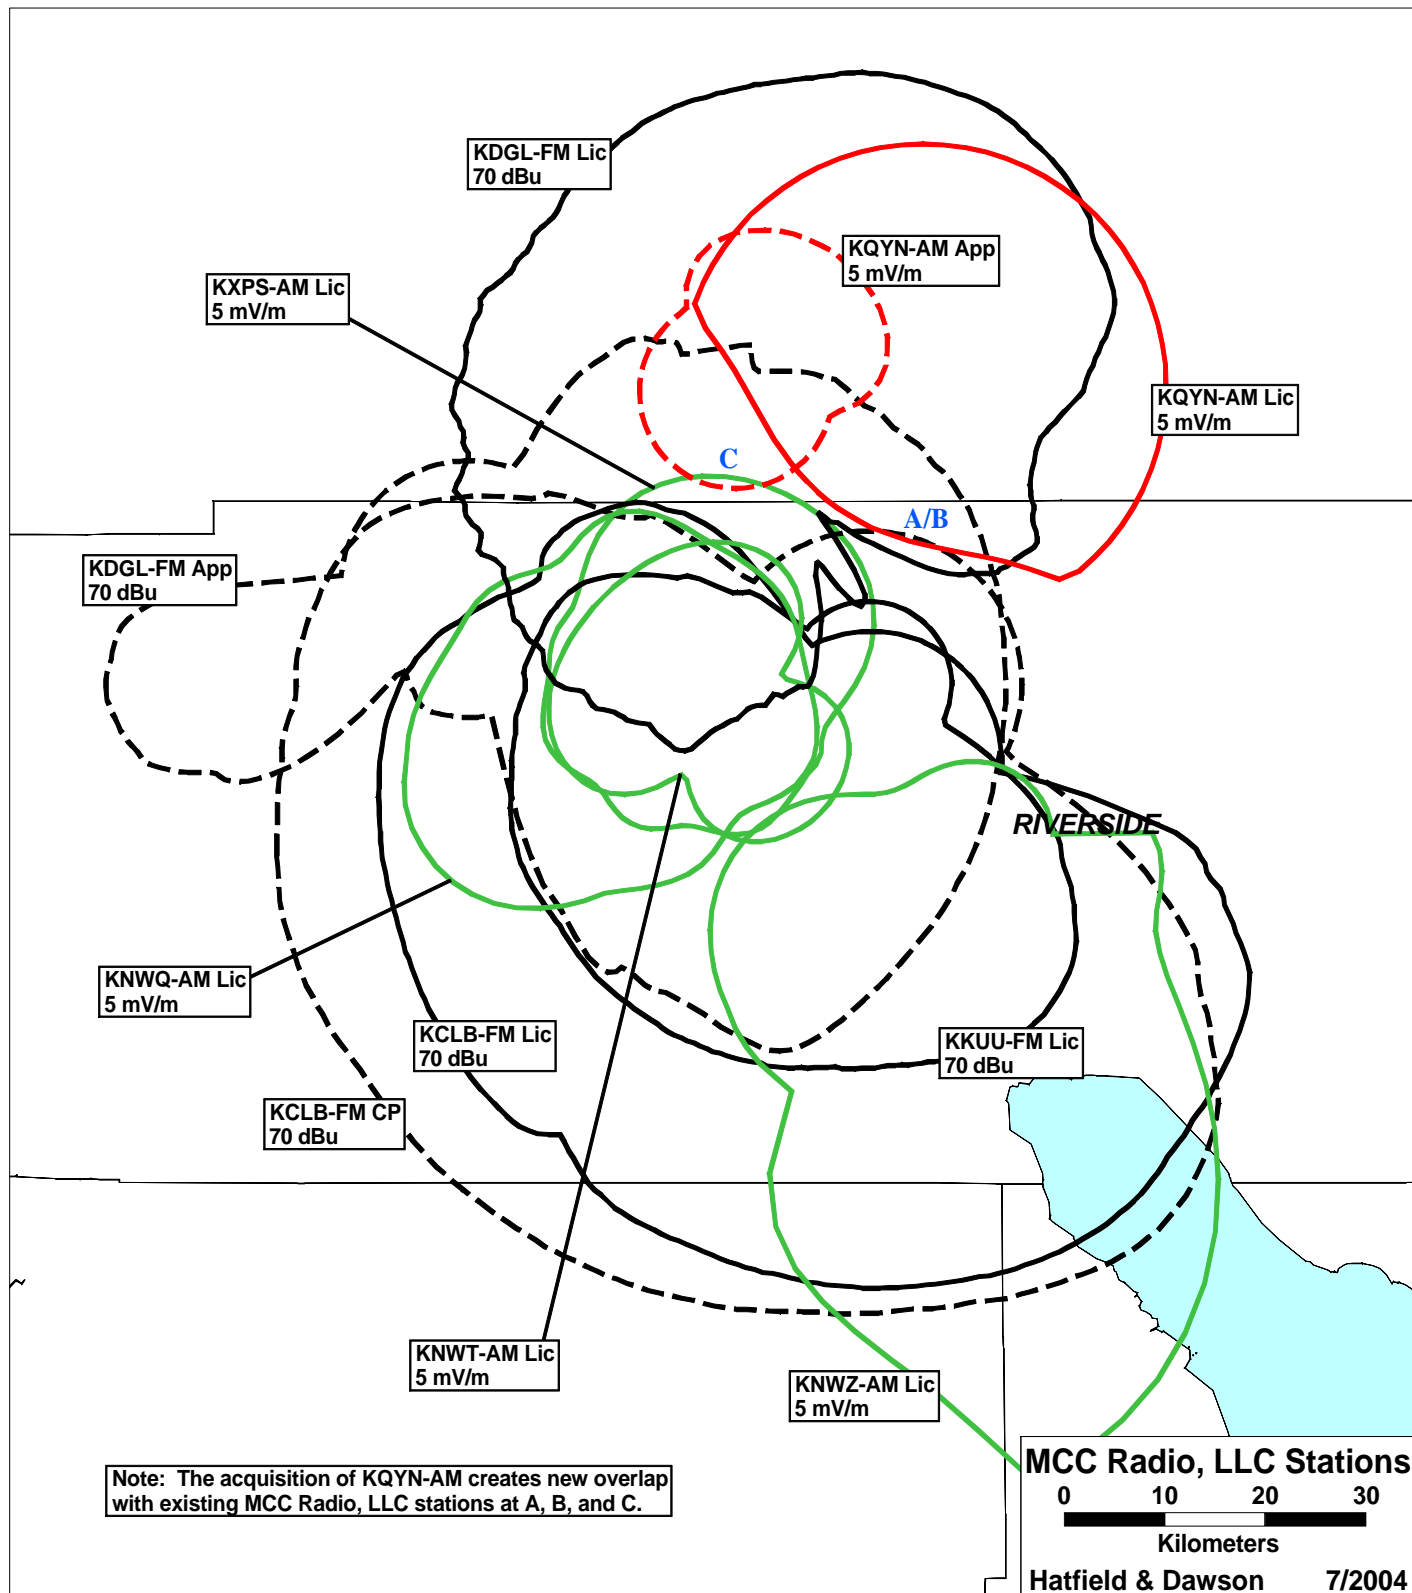 KDGL-FM Lic
70 dBu
KQYN-AM App
5 mV/m
KXPS-AM Lic
5 mV/m
KQYN-AM Lic
5 mV/m
C
A/B
KDGL-FM App
70 dBu
RIVERSIDE
KNWQ-AM Lic
5 mV/m
KCLB-FM Lic
70 dBu
KKUU-FM Lic
70 dBu
KCLB-FM CP
70 dBu
KNWT-AM Lic
5 mV/m
KNWZ-AM Lic
5 mV/m
Note: The acquisition of KQYN-AM creates new overlap
with existing MCC Radio, LLC stations at A, B, and C.
MCC Radio, LLC Stations
0 10 20 30
Kilometers
Hatfield & Dawson 7/2004